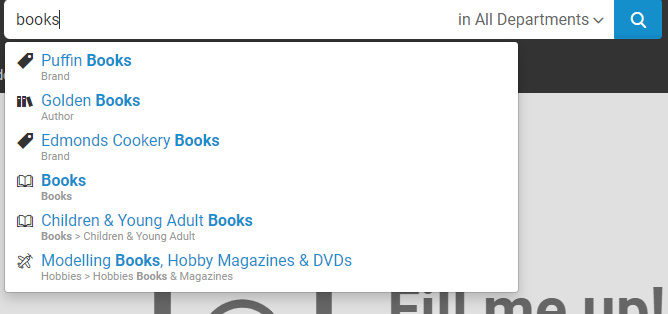 books
in All Departments
Puffin Books
Brand
Golden Books
Author
Edmonds Cookery Books
Brand
Books
Books
Children & Young Adult Books
Books > Children & Young Adult
Modelling Books, Hobby Magazines & DVDs
Hobbies > Hobbies Books & Magazines
Fill me up!